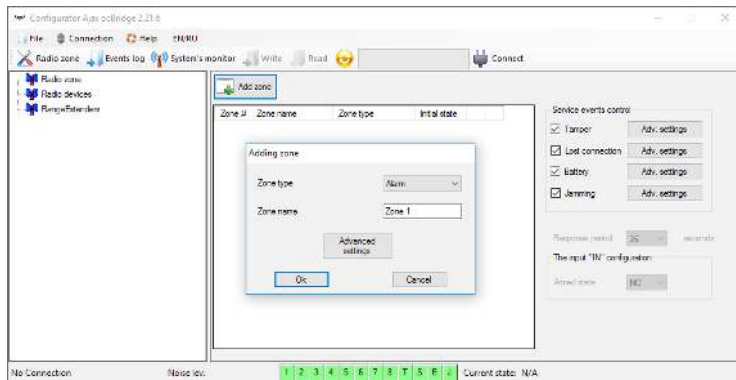 Configurator Ajax ocBridge 2.21.6
File Connection Help EN/RU
Radio zone Events log System's monitor Write Read Connect
Radio zone
Radio devices
RangeExtenders
Add zone
Zone # Zone name Zone type Initial state
Adding zone
Zone type Alarm
Zone name Zone 1
Advanced settings
Ok Cancel
Service events control
Tamper Adv. settings
Lost connection Adv. settings
Battery Adv. settings
Jamming Adv. settings
Response period 36 seconds
The input "IN" configuration
Armed state NC
No Connection Noise lev. 1 2 3 4 5 6 7 8 T S B J Current state: N/A